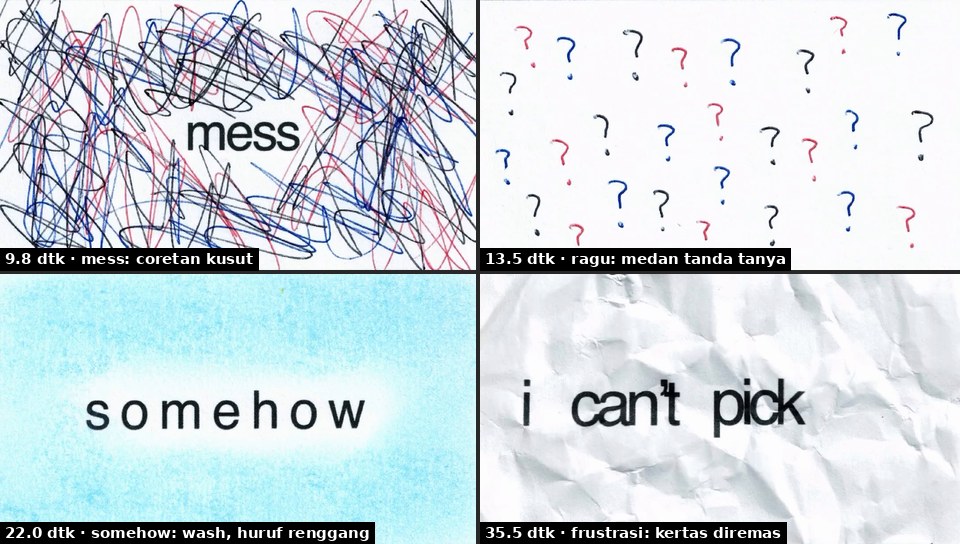 mess
9.8 dtk · mess: coretan kusut
? ? ? ? ? ? ? ? ? ? ? ? ? ? ? ? ? ? ? ? ? ? ? ? ? ? ?
13.5 dtk · ragu: medan tanda tanya
somehow
22.0 dtk · somehow: wash, huruf renggang
i can't pick
35.5 dtk · frustrasi: kertas diremas